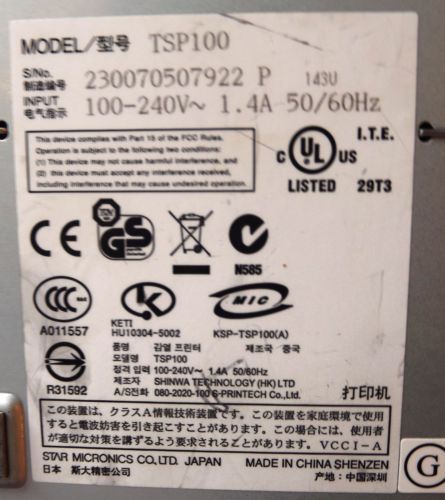 MODEL/型号 TSP100
S/No. 制造編号 230070507922 P 143U
INPUT 电气指示 100-240V~ 1.4A 50/60Hz
This device complies with Part 15 of the FCC Rules.
Operation is subject to the following two conditions:
(1) This device may not cause harmful interference, and
(2) this device must accept any interference received,
including interference that may cause undesired operation.
I.T.E.
C UL US
LISTED 29T3
CE
GS
N585
CCC
A011557
KETI
HU10304-5002
MIC
KSP-TSP100(A)
품명 감열 프린터 제조국 중국
모델명 TSP100
정격 입력 100-240V~ 1.4A 50/60Hz
제조자 SHINWA TECHNOLOGY (HK) LTD
A/S전화 080-2020-100 S-PRINTECH Co., Ltd
R31592
打印机
この装置は、クラスA情報技術装置です。この装置を家庭環境で使用
すると電波妨害を引き起こすことがあります。この場合には、使用者
が適切な対策を講ずるよう要求されることがあります。VCCI-A
STAR MICRONICS CO.,LTD. JAPAN MADE IN CHINA SHENZEN
日本 斯大精密公司 产地:中国深圳
G